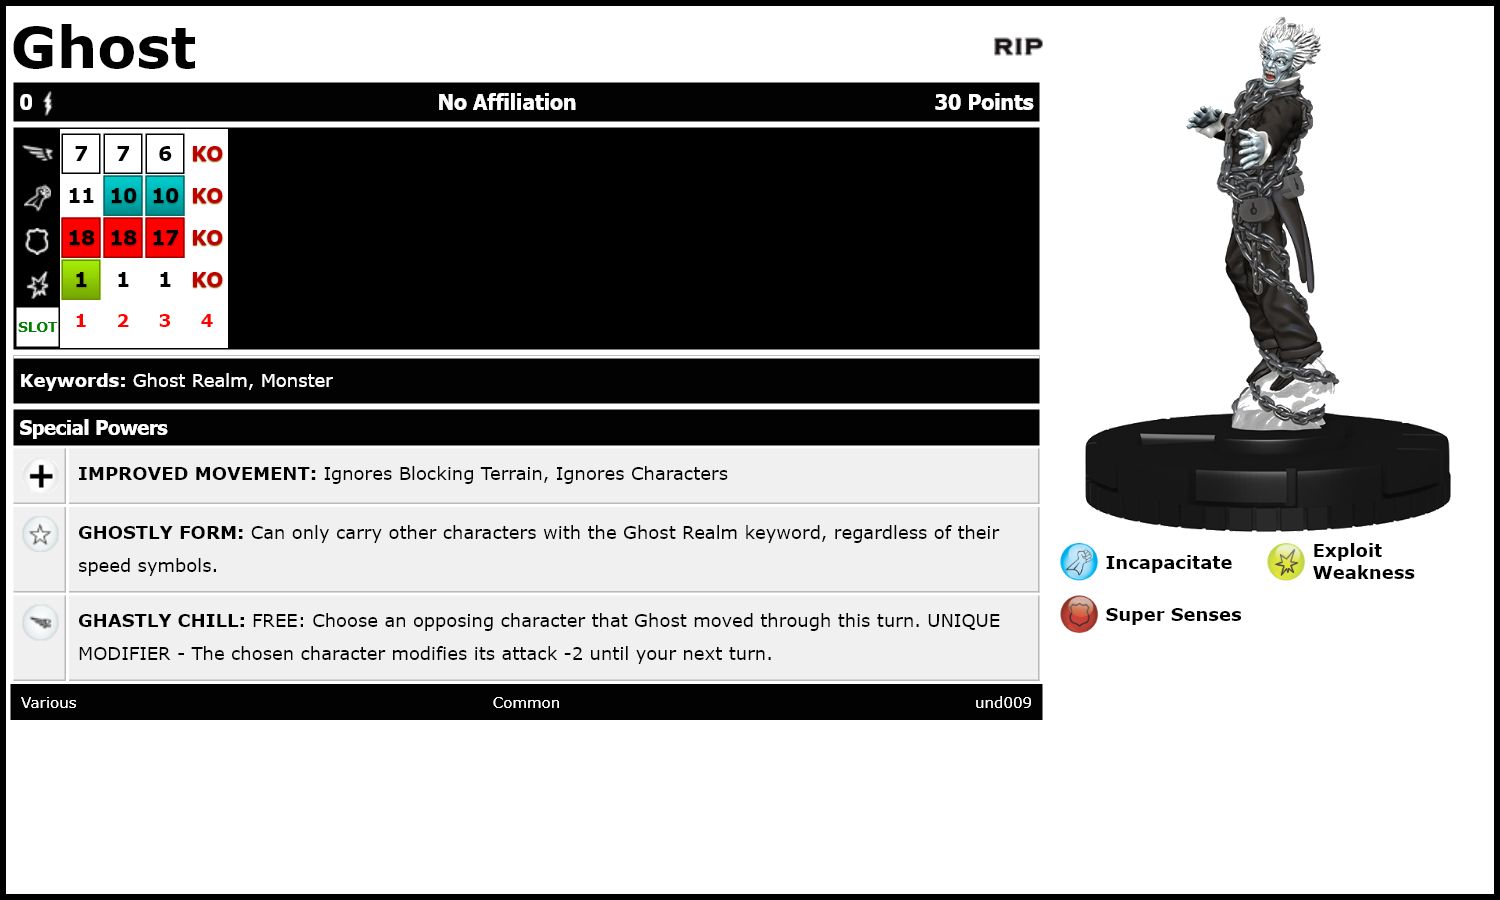 Ghost
RIP
0 No Affiliation 30 Points
7 7 6 KO
11 10 10 KO
18 18 17 KO
1 1 1 KO
SLOT 1 2 3 4
Keywords: Ghost Realm, Monster
Special Powers
IMPROVED MOVEMENT: Ignores Blocking Terrain, Ignores Characters
GHOSTLY FORM: Can only carry other characters with the Ghost Realm keyword, regardless of their
speed symbols.
GHASTLY CHILL: FREE: Choose an opposing character that Ghost moved through this turn. UNIQUE
MODIFIER - The chosen character modifies its attack -2 until your next turn.
Various Common und009
Incapacitate
Exploit
Weakness
Super Senses